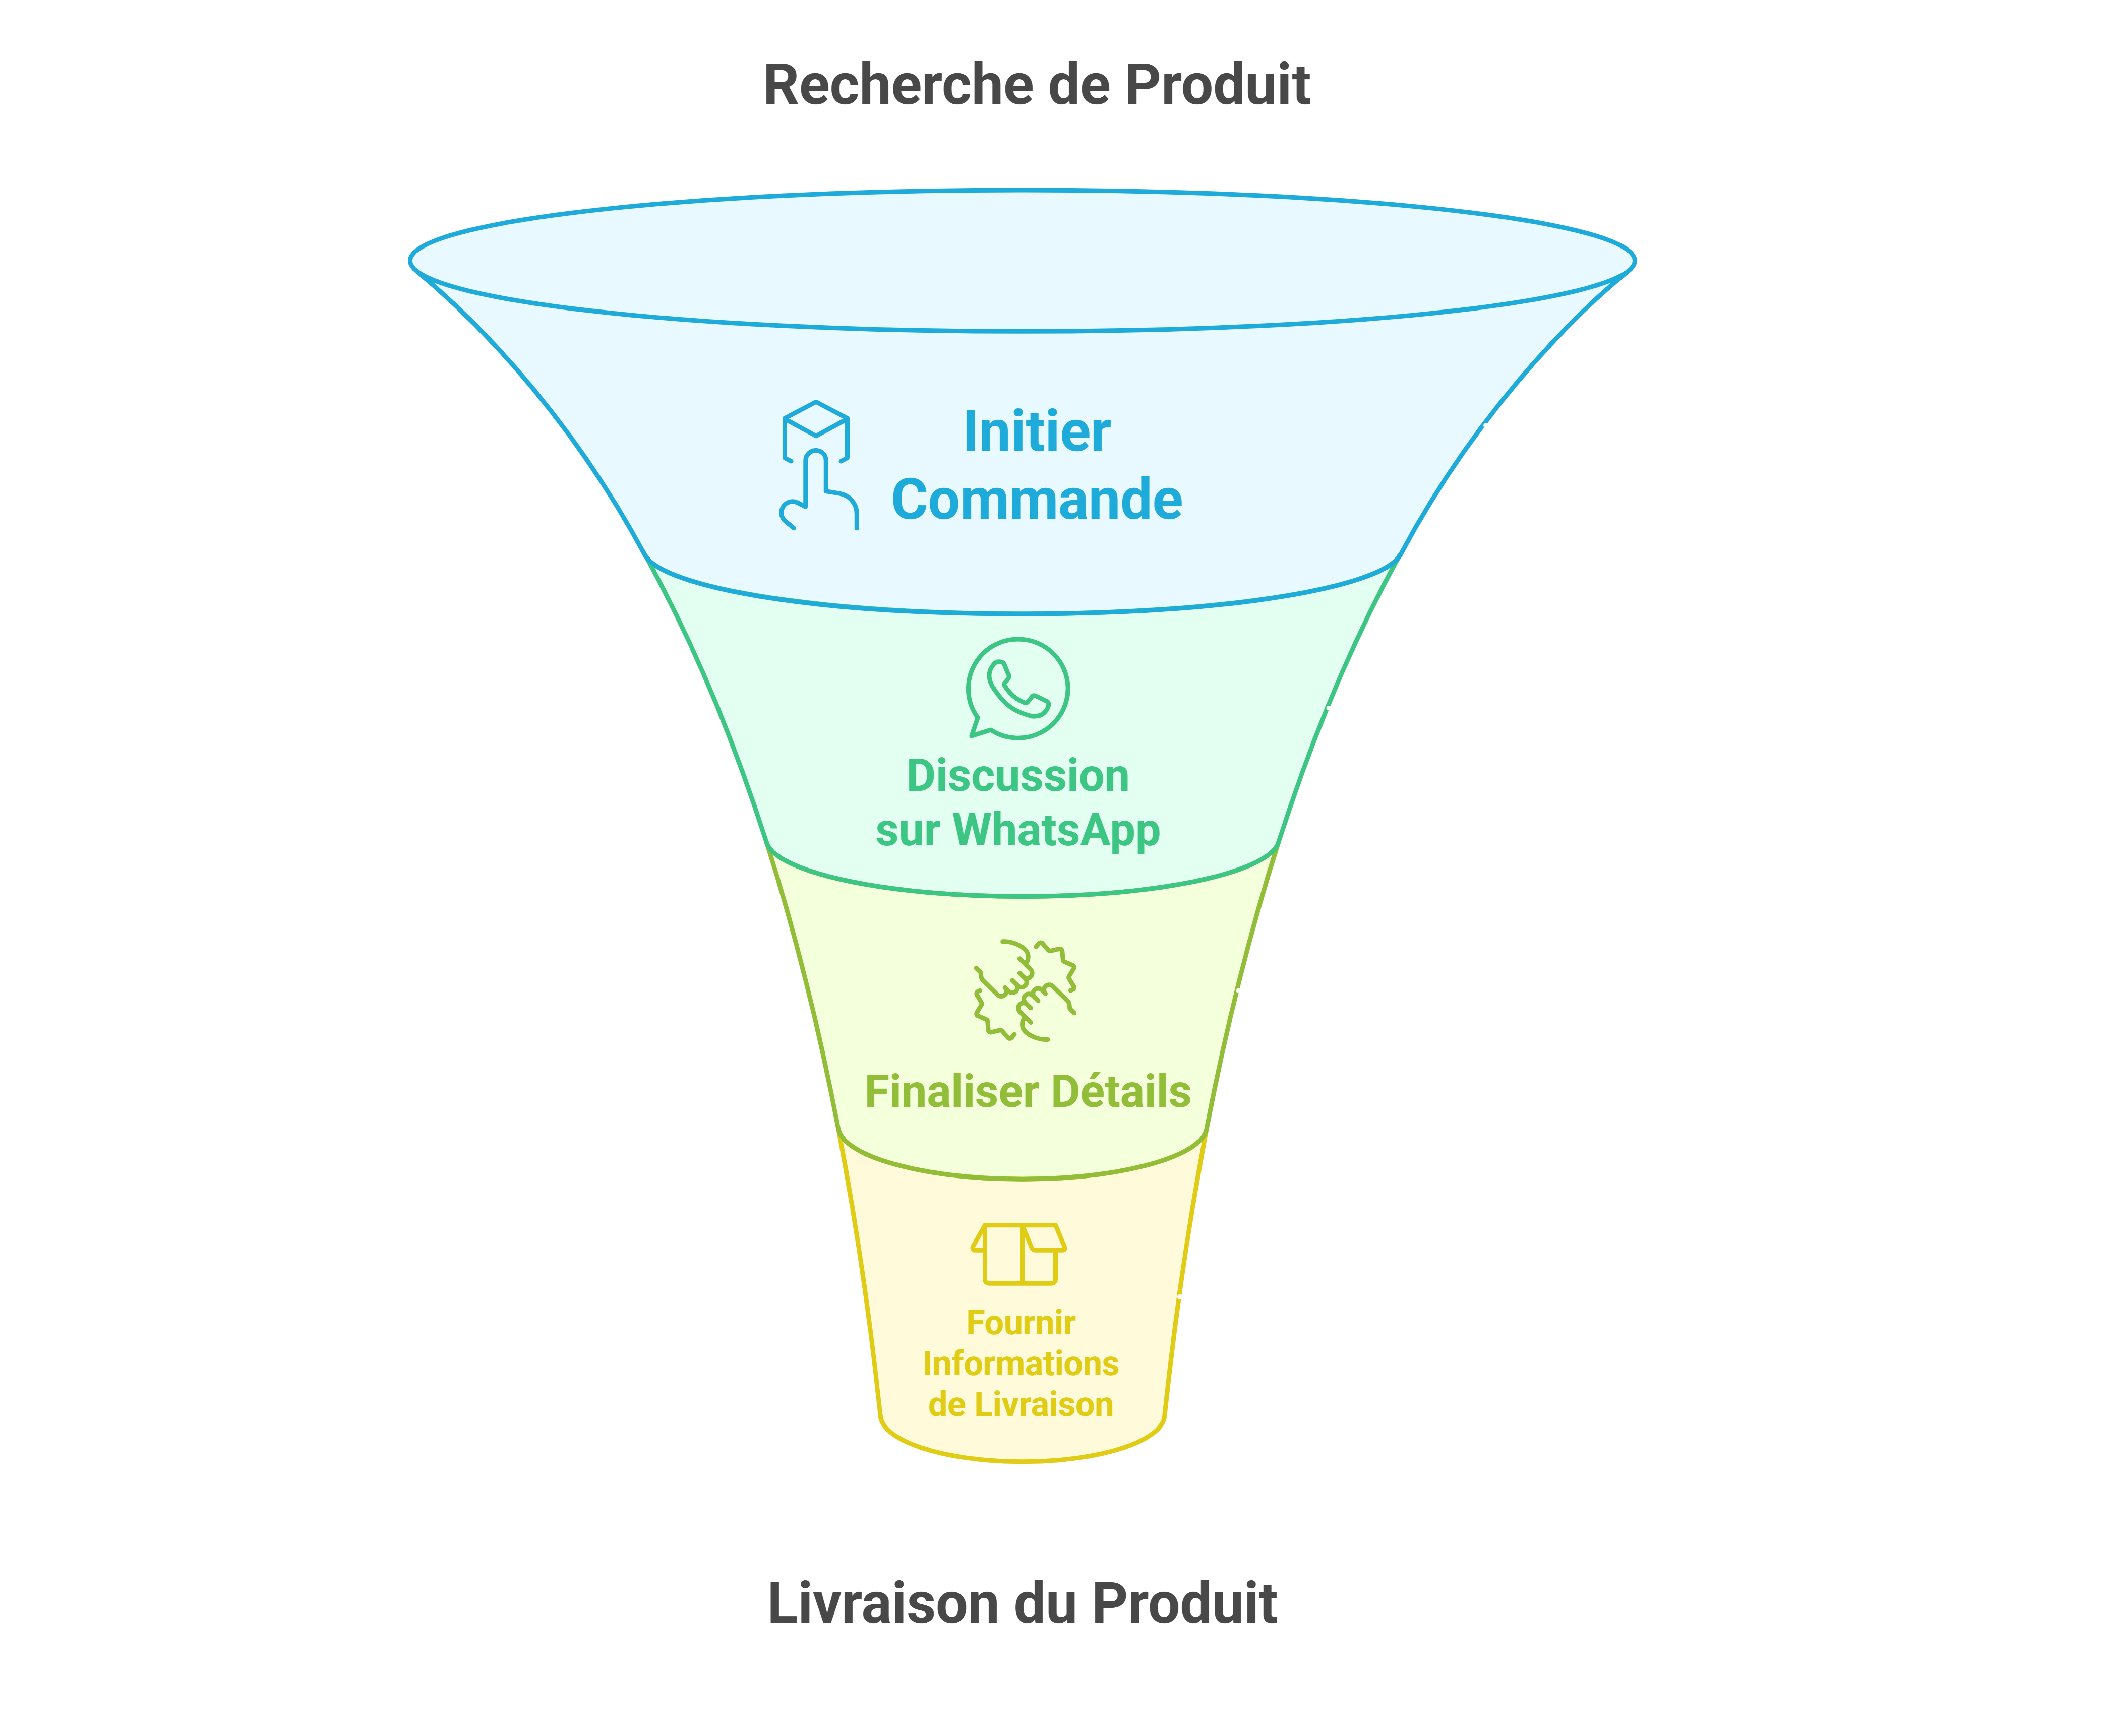 Recherche de Produit
Initier
Commande
Discussion
sur WhatsApp
Finaliser Détails
Fournir
Informations
de Livraison
Livraison du Produit